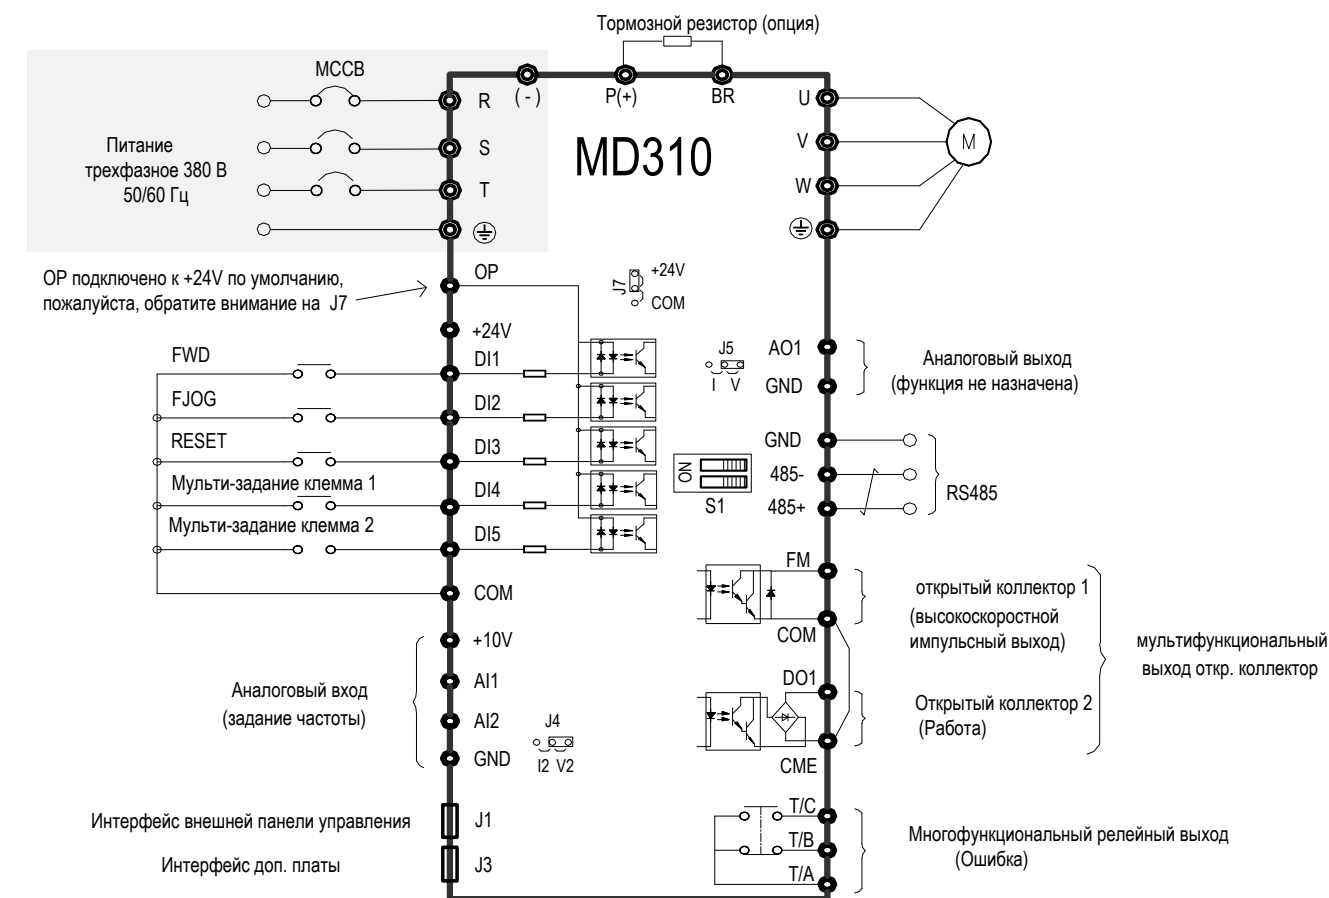 Тормозной резистор (опция)
MCCB
R
( - )
P(+)
BR
U
S
V
M
MD310
Питание
трехфазное 380 В
50/60 Гц
T
W
OP подключено к +24V по умолчанию,
пожалуйста, обратите внимание на J7
OP
J7
+24V
COM
+24V
FWD
DI1
FJOG
DI2
RESET
DI3
Мульти-задание клемма 1
DI4
Мульти-задание клемма 2
DI5
COM
J5
I V
AO1
GND
Аналоговый выход
(функция не назначена)
ON
S1
GND
485-
485+
RS485
FM
COM
открытый коллектор 1
(высокоскоростной
импульсный выход)
мультифункциональный
выход откр. коллектор
DO1
CME
Открытый коллектор 2
(Работа)
+10V
AI1
AI2
GND
Аналоговый вход
(задание частоты)
J4
I2 V2
Интерфейс внешней панели управления
J1
Интерфейс доп. платы
J3
T/C
T/B
T/A
Многофункциональный релейный выход
(Ошибка)